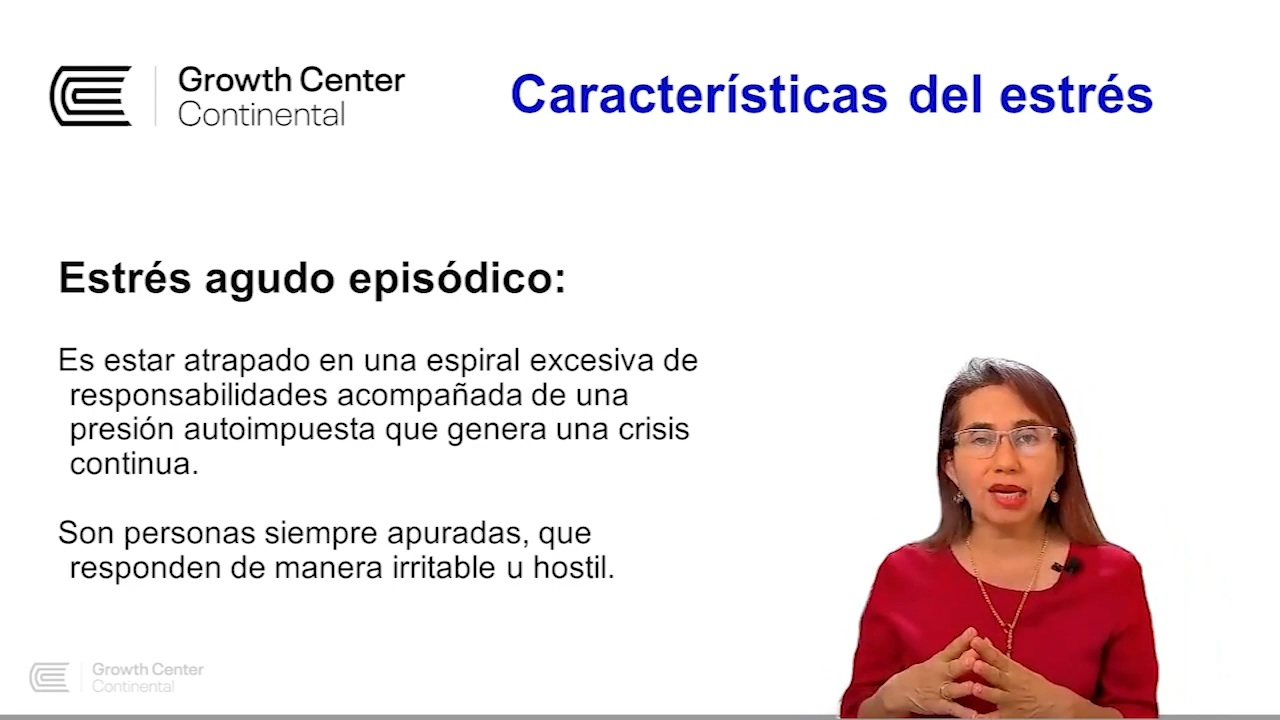 Growth Center
Continental
Características del estrés
Estrés agudo episódico:
Es estar atrapado en una espiral excesiva de
responsabilidades acompañada de una
presión autoimpuesta que genera una crisis
continua.
Son personas siempre apuradas, que
responden de manera irritable u hostil.
Growth Center
Continental